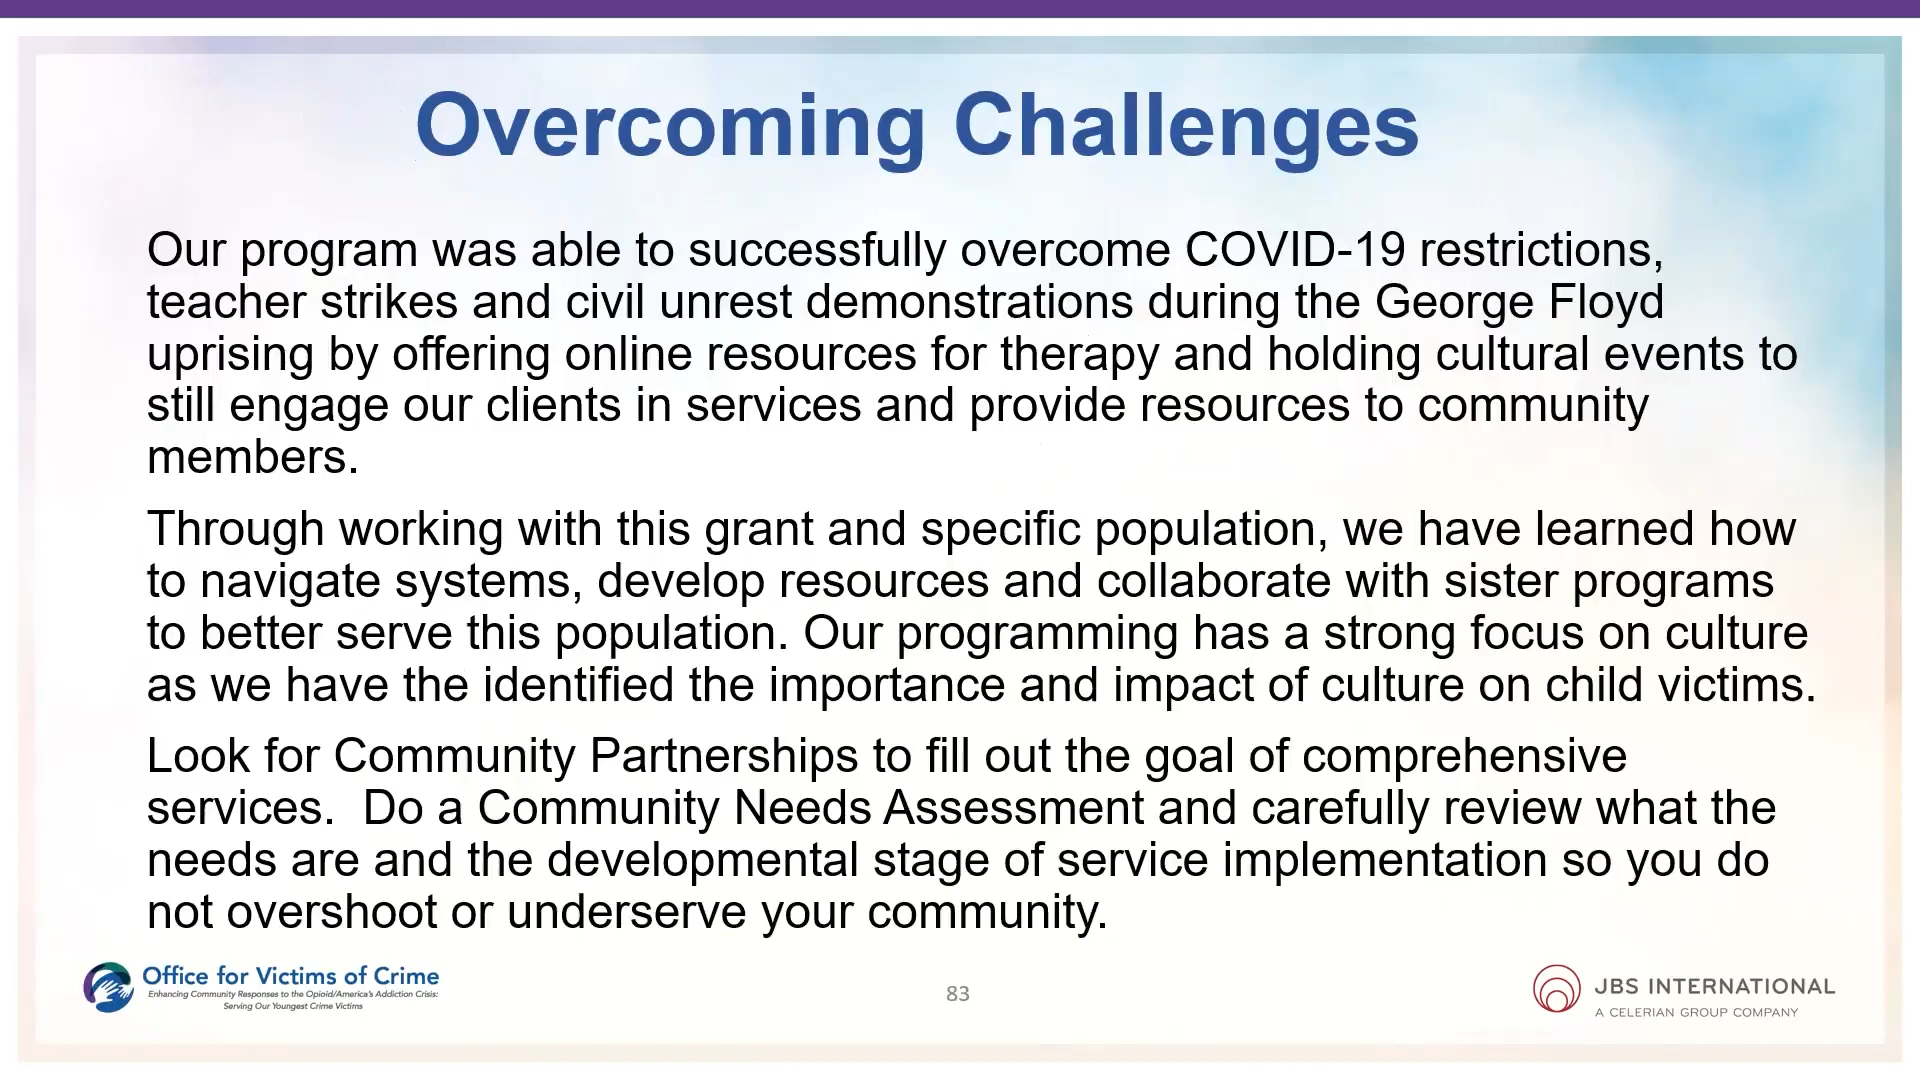 Overcoming Challenges
Our program was able to successfully overcome COVID-19 restrictions,
teacher strikes and civil unrest demonstrations during the George Floyd
uprising by offering online resources for therapy and holding cultural events to
still engage our clients in services and provide resources to community
members.
Through working with this grant and specific population, we have learned how
to navigate systems, develop resources and collaborate with sister programs
to better serve this population. Our programming has a strong focus on culture
as we have the identified the importance and impact of culture on child victims.
Look for Community Partnerships to fill out the goal of comprehensive
services.  Do a Community Needs Assessment and carefully review what the
needs are and the developmental stage of service implementation so you do
not overshoot or underserve your community.
Office for Victims of Crime
Enhancing Community Responses to the Opioid/America's Addiction Crisis:
Serving Our Youngest Crime Victims
83
JBS INTERNATIONAL
A CELERIAN GROUP COMPANY